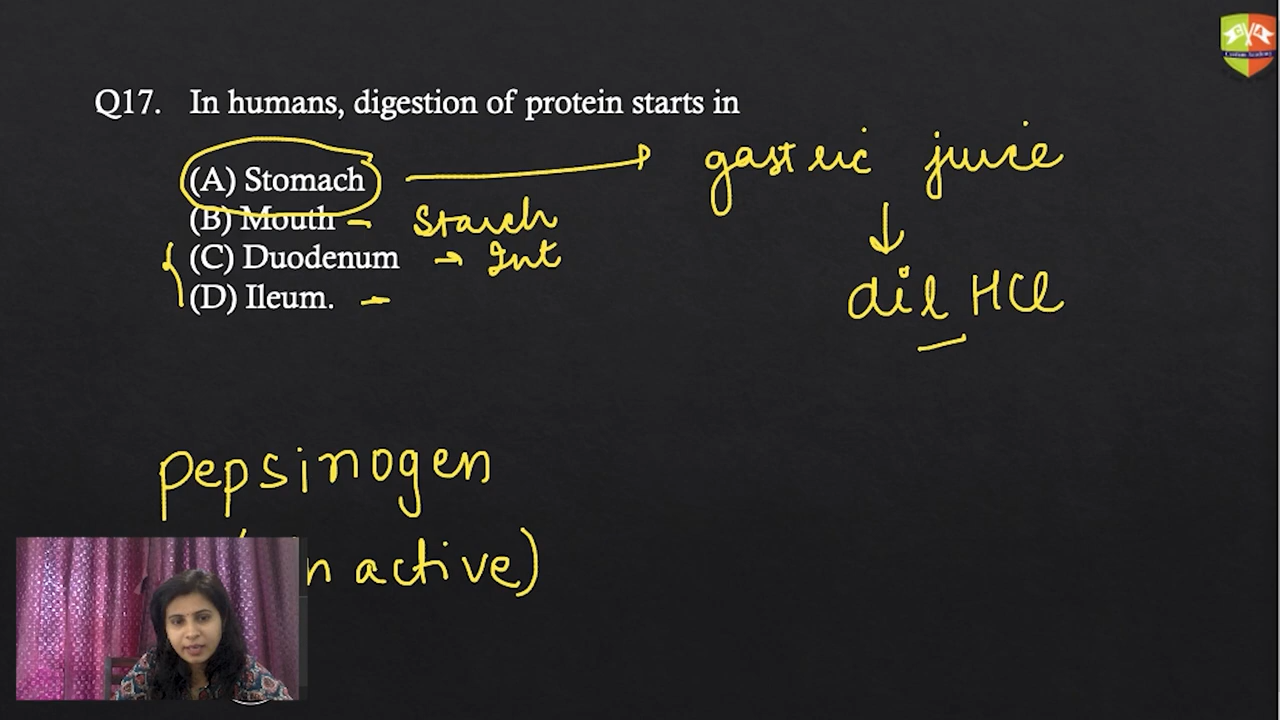 Q17. In humans, digestion of protein starts in
(A) Stomach → gastric juice
(B) Mouth - Starch
(C) Duodenum → Int
(D) Ileum. -
↓
dil HCl
pepsinogen
active)